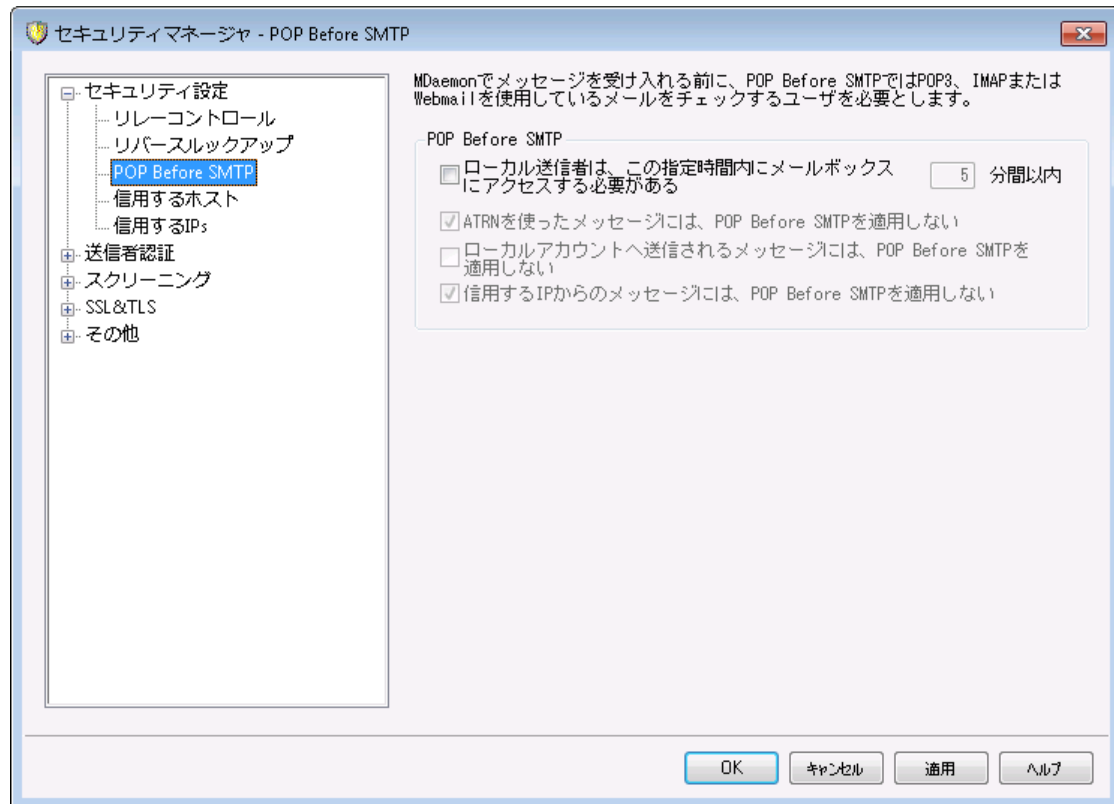 セキュリティマネージャ - POP Before SMTP
セキュリティ設定
リレーコントロール
リバースルックアップ
POP Before SMTP
信用するホスト
信用するIPs
送信者認証
スクリーニング
SSL&TLS
その他
MDaemonでメッセージを受け入れる前に、POP Before SMTPではPOP3、IMAPまたは
Webmailを使用しているメールをチェックするユーザを必要とします。
POP Before SMTP
ローカル送信者は、この指定時間内にメールボックス
にアクセスする必要がある
5 分間以内
ATRNを使ったメッセージには、POP Before SMTPを適用しない
ローカルアカウントへ送信されるメッセージには、POP Before SMTPを
適用しない
信用するIPからのメッセージには、POP Before SMTPを適用しない
OK
キャンセル
適用
ヘルプ